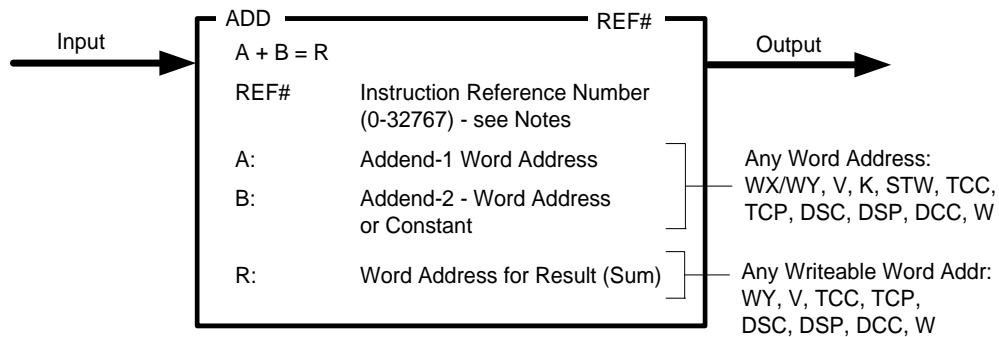 ADD REF#
Input
Output
A + B = R
REF# Instruction Reference Number
(0-32767) - see Notes
A: Addend-1 Word Address
B: Addend-2 - Word Address
or Constant
Any Word Address:
WX/WY, V, K, STW, TCC,
TCP, DSC, DSP, DCC, W
R: Word Address for Result (Sum)
Any Writeable Word Addr:
WY, V, TCC, TCP,
DSC, DSP, DCC, W